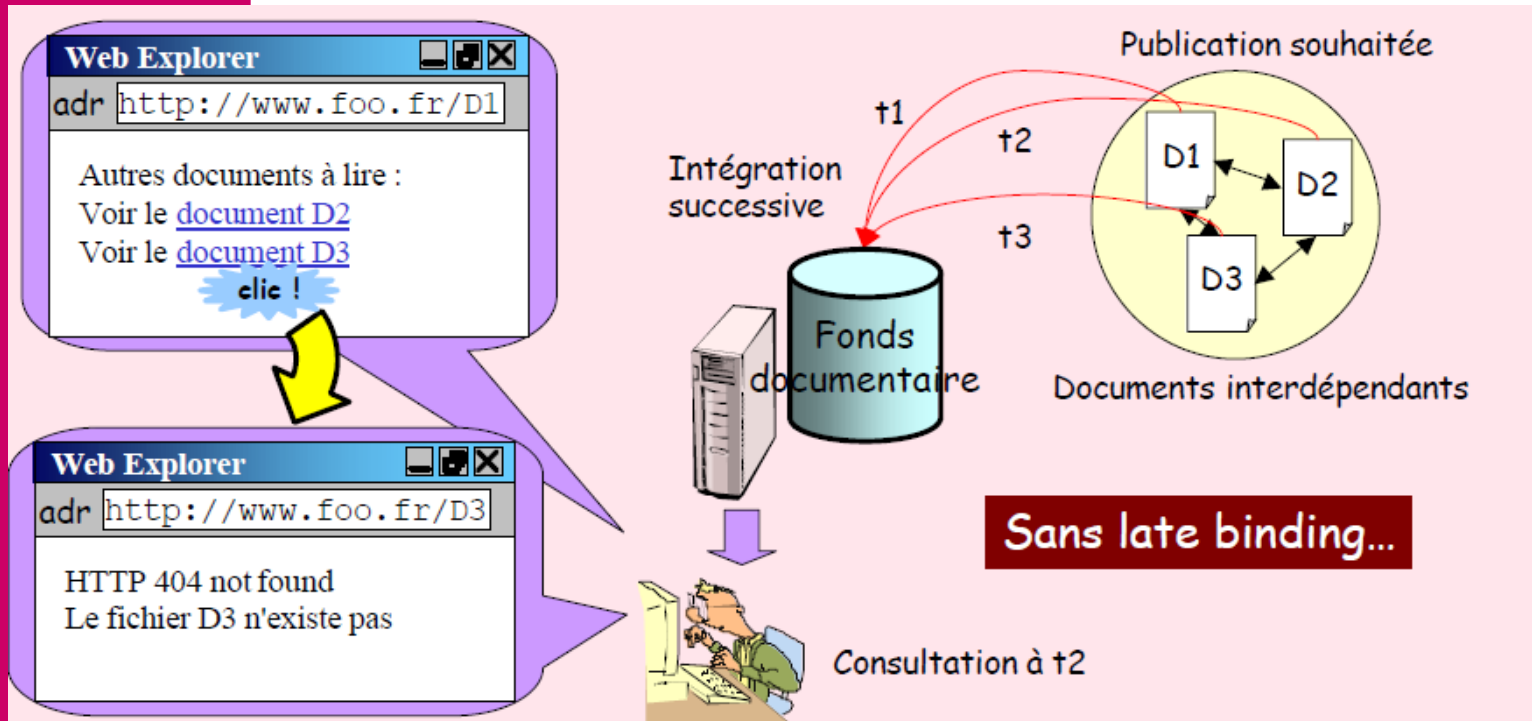 Web Explorer
adr http://www.foo.fr/D1
Autres documents à lire :
Voir le document D2
Voir le document D3
clic !
Web Explorer
adr http://www.foo.fr/D3
HTTP 404 not found
Le fichier D3 n'existe pas
Publication souhaitée
t1
t2
t3
Intégration
successive
D1
D2
D3
Fonds
documentaire
Documents interdépendants
Sans late binding...
Consultation à t2